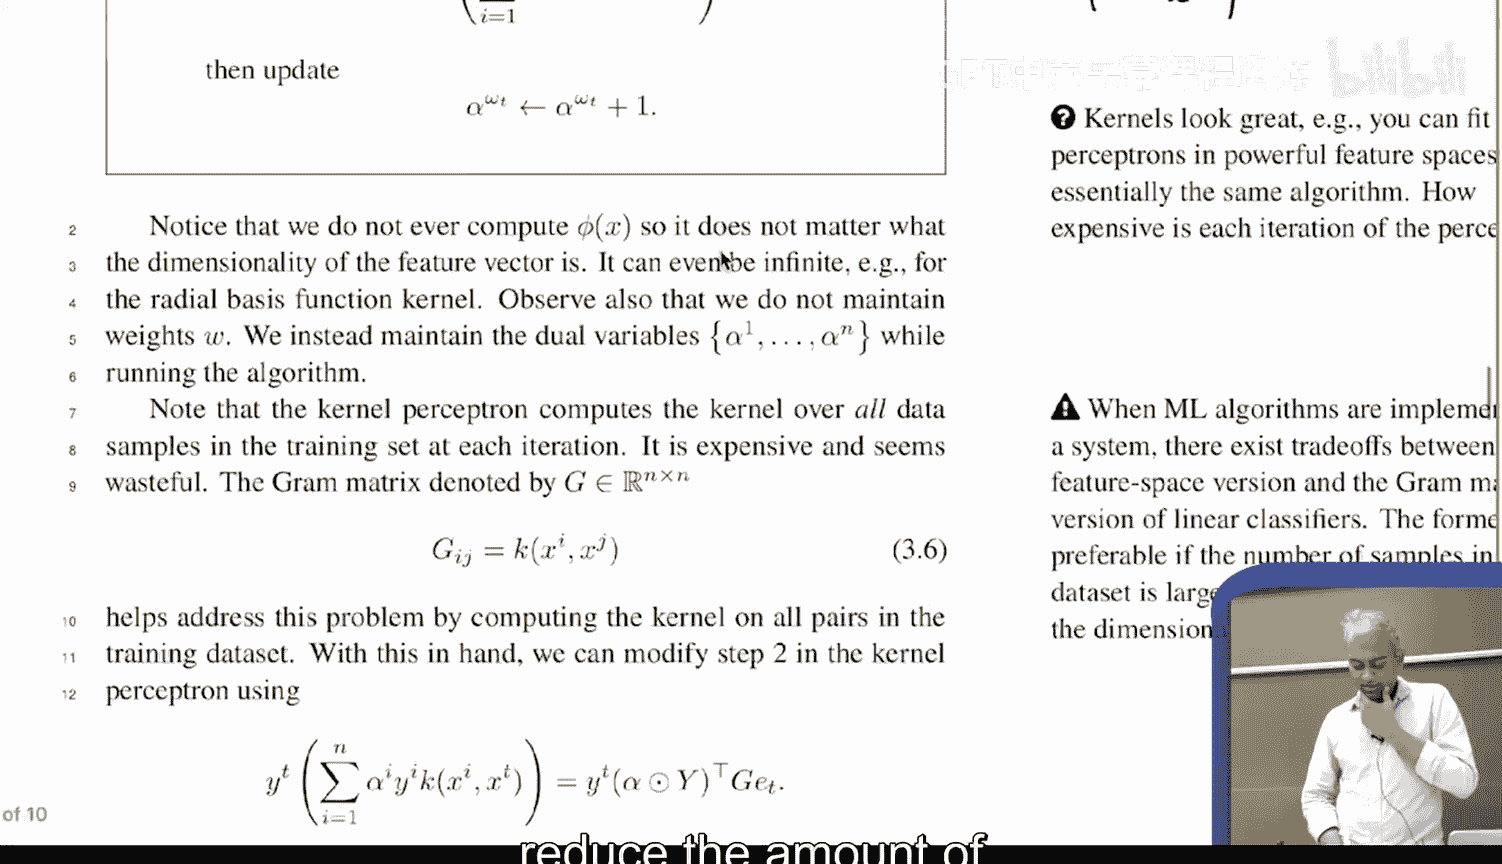 i=1
then update
α^{ω_t} ← α^{ω_t} + 1.
2 Notice that we do not ever compute ϕ(x) so it does not matter what
3 the dimensionality of the feature vector is. It can even be infinite, e.g., for
4 the radial basis function kernel. Observe also that we do not maintain
5 weights w. We instead maintain the dual variables {α^1, . . . , α^n} while
6 running the algorithm.
7 Note that the kernel perceptron computes the kernel over all data
8 samples in the training set at each iteration. It is expensive and seems
9 wasteful. The Gram matrix denoted by G ∈ ℝ^{n×n}
G_{ij} = k(x^i, x^j) (3.6)
10 helps address this problem by computing the kernel on all pairs in the
11 training dataset. With this in hand, we can modify step 2 in the kernel
12 perceptron using
y^t (∑_{i=1}^{n} α^i y^i k(x^i, x^t)) = y^t (α ⊙ Y)^⊤ G e_t.
of 10
bilibili
? Kernels look great, e.g., you can fit
perceptrons in powerful feature spaces
essentially the same algorithm. How
expensive is each iteration of the perce
! When ML algorithms are implemen
a system, there exist tradeoffs between
feature-space version and the Gram ma
version of linear classifiers. The forme
preferable if the number of samples in
dataset is large
the dimension
reduce the amount of